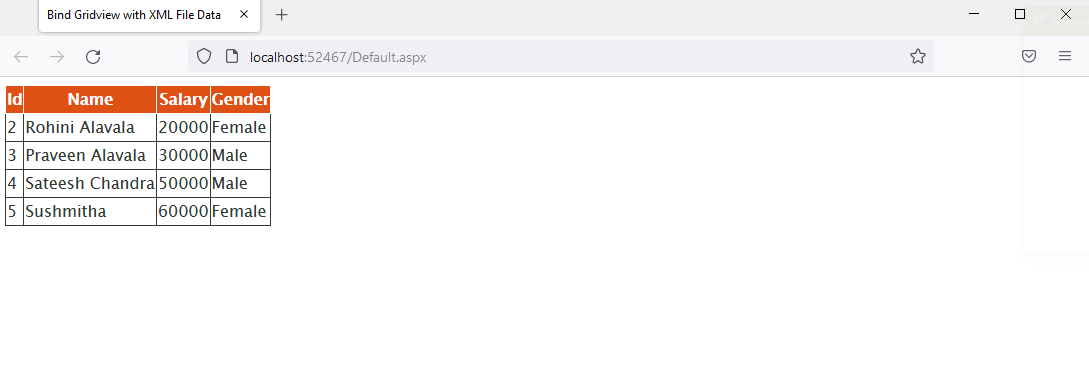 Bind Gridview with XML File Data
localhost:52467/Default.aspx
Id Name Salary Gender
2 Rohini Alavala 20000 Female
3 Praveen Alavala 30000 Male
4 Sateesh Chandra 50000 Male
5 Sushmitha 60000 Female